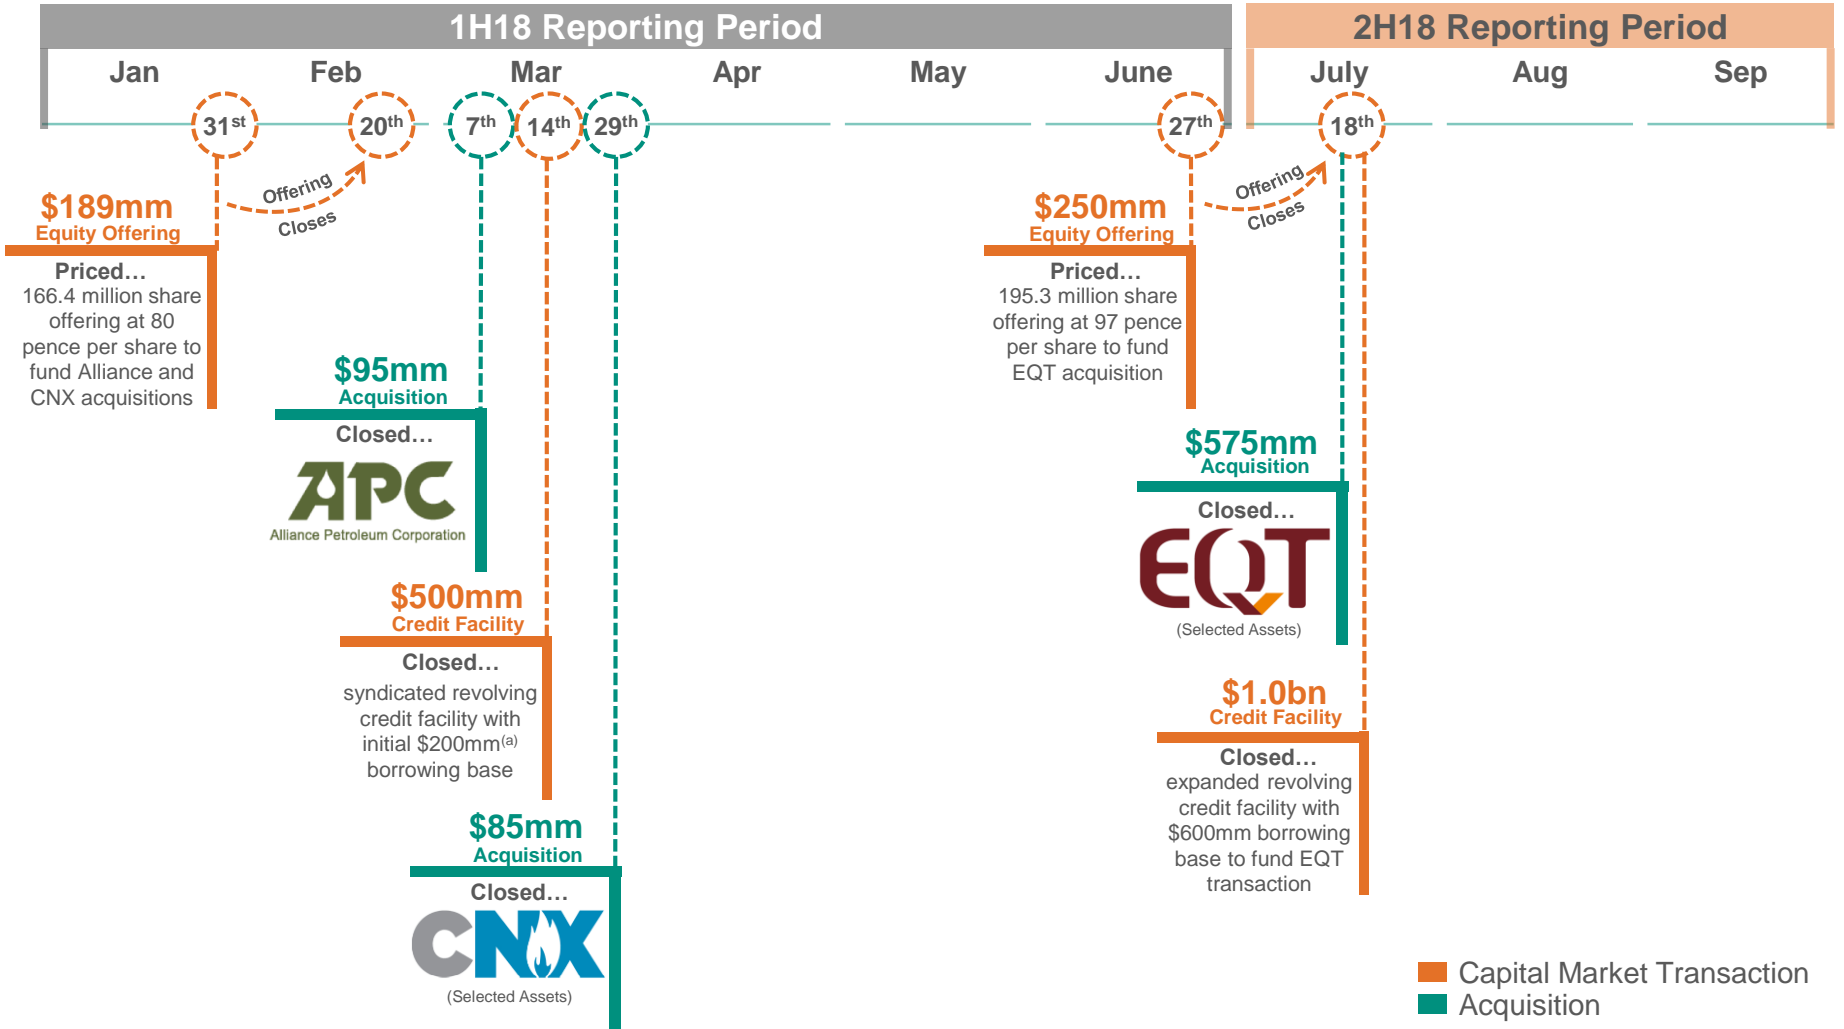 1H18 Reporting Period
2H18 Reporting Period
Jan
Feb
Mar
Apr
May
June
July
Aug
Sep
31st
20th
7th
14th
29th
27th
18th
Offering
Closes
$189mm
Equity Offering
Priced…
166.4 million share
offering at 80
pence per share to
fund Alliance and
CNX acquisitions
$95mm
Acquisition
Closed…
APC
Alliance Petroleum Corporation
$500mm
Credit Facility
Closed…
syndicated revolving
credit facility with
initial $200mm(a)
borrowing base
$85mm
Acquisition
Closed…
CNX
(Selected Assets)
Offering
Closes
$250mm
Equity Offering
Priced…
195.3 million share
offering at 97 pence
per share to fund
EQT acquisition
$575mm
Acquisition
Closed…
EQT
(Selected Assets)
$1.0bn
Credit Facility
Closed…
expanded revolving
credit facility with
$600mm borrowing
base to fund EQT
transaction
Capital Market Transaction
Acquisition